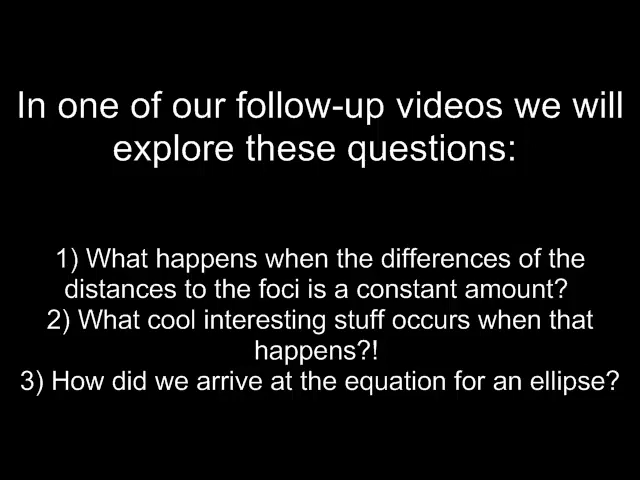 In one of our follow-up videos we will
explore these questions:
1) What happens when the differences of the
distances to the foci is a constant amount?
2) What cool interesting stuff occurs when that
happens?!
3) How did we arrive at the equation for an ellipse?